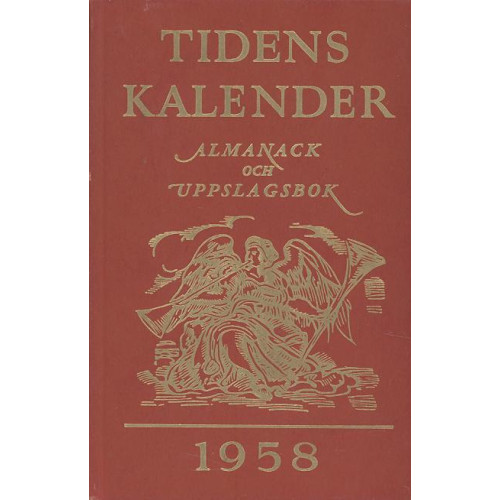 TIDENS
KALENDER
ALMANACK
OCH
UPPSLAGSBOK
1958